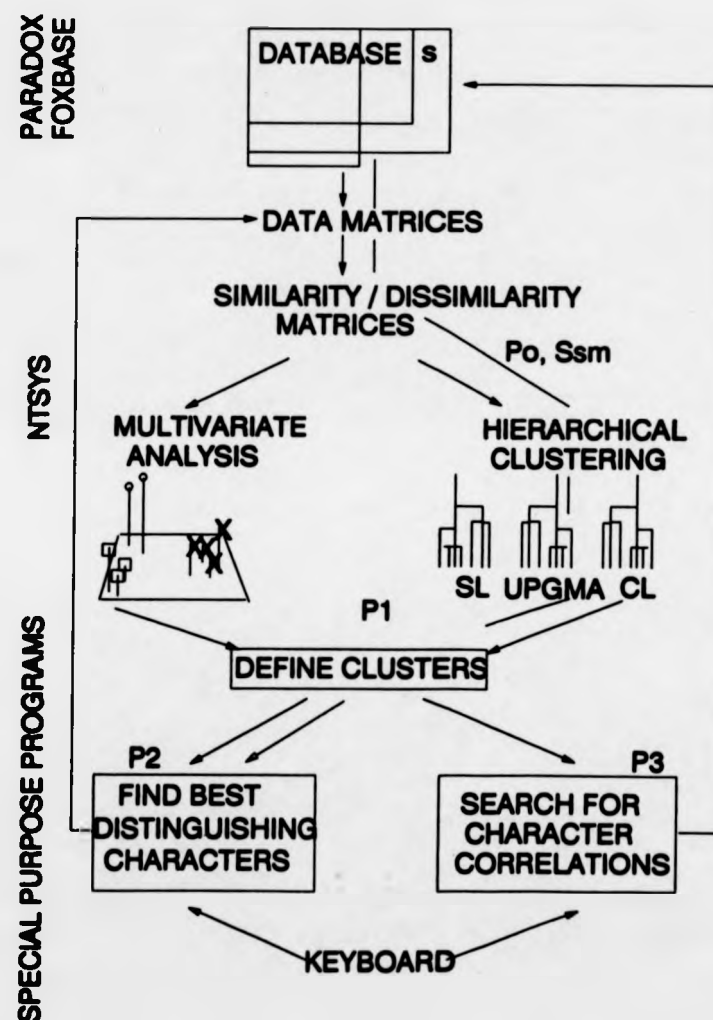 PARADOX
FOXBASE
DATABASE s
DATA MATRICES
SIMILARITY / DISSIMILARITY
MATRICES
Po, Ssm
NTSYS
MULTIVARIATE
ANALYSIS
HIERARCHICAL
CLUSTERING
SL UPGMA CL
P1
DEFINE CLUSTERS
SPECIAL PURPOSE PROGRAMS
P2
FIND BEST
DISTINGUISHING
CHARACTERS
P3
SEARCH FOR
CHARACTER
CORRELATIONS
KEYBOARD